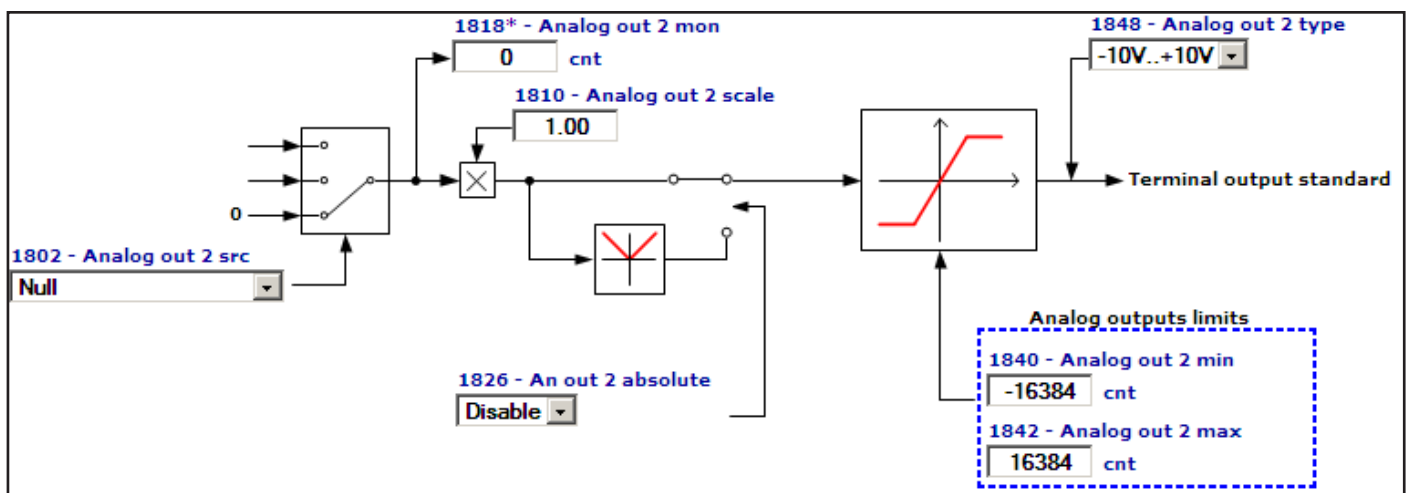 1818* - Analog out 2 mon
0 cnt
1848 - Analog out 2 type
-10V..+10V
1810 - Analog out 2 scale
1.00
Terminal output standard
0
1802 - Analog out 2 src
Null
Analog outputs limits
1840 - Analog out 2 min
-16384 cnt
1826 - An out 2 absolute
Disable
1842 - Analog out 2 max
16384 cnt